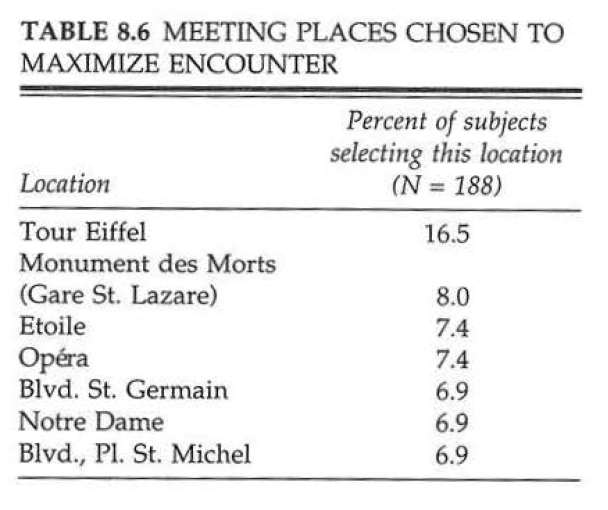 TABLE 8.6 MEETING PLACES CHOSEN TO
MAXIMIZE ENCOUNTER
Percent of subjects
selecting this location
Location (N = 188)
Tour Eiffel 16.5
Monument des Morts
(Gare St. Lazare) 8.0
Etoile 7.4
Opéra 7.4
Blvd. St. Germain 6.9
Notre Dame 6.9
Blvd., Pl. St. Michel 6.9